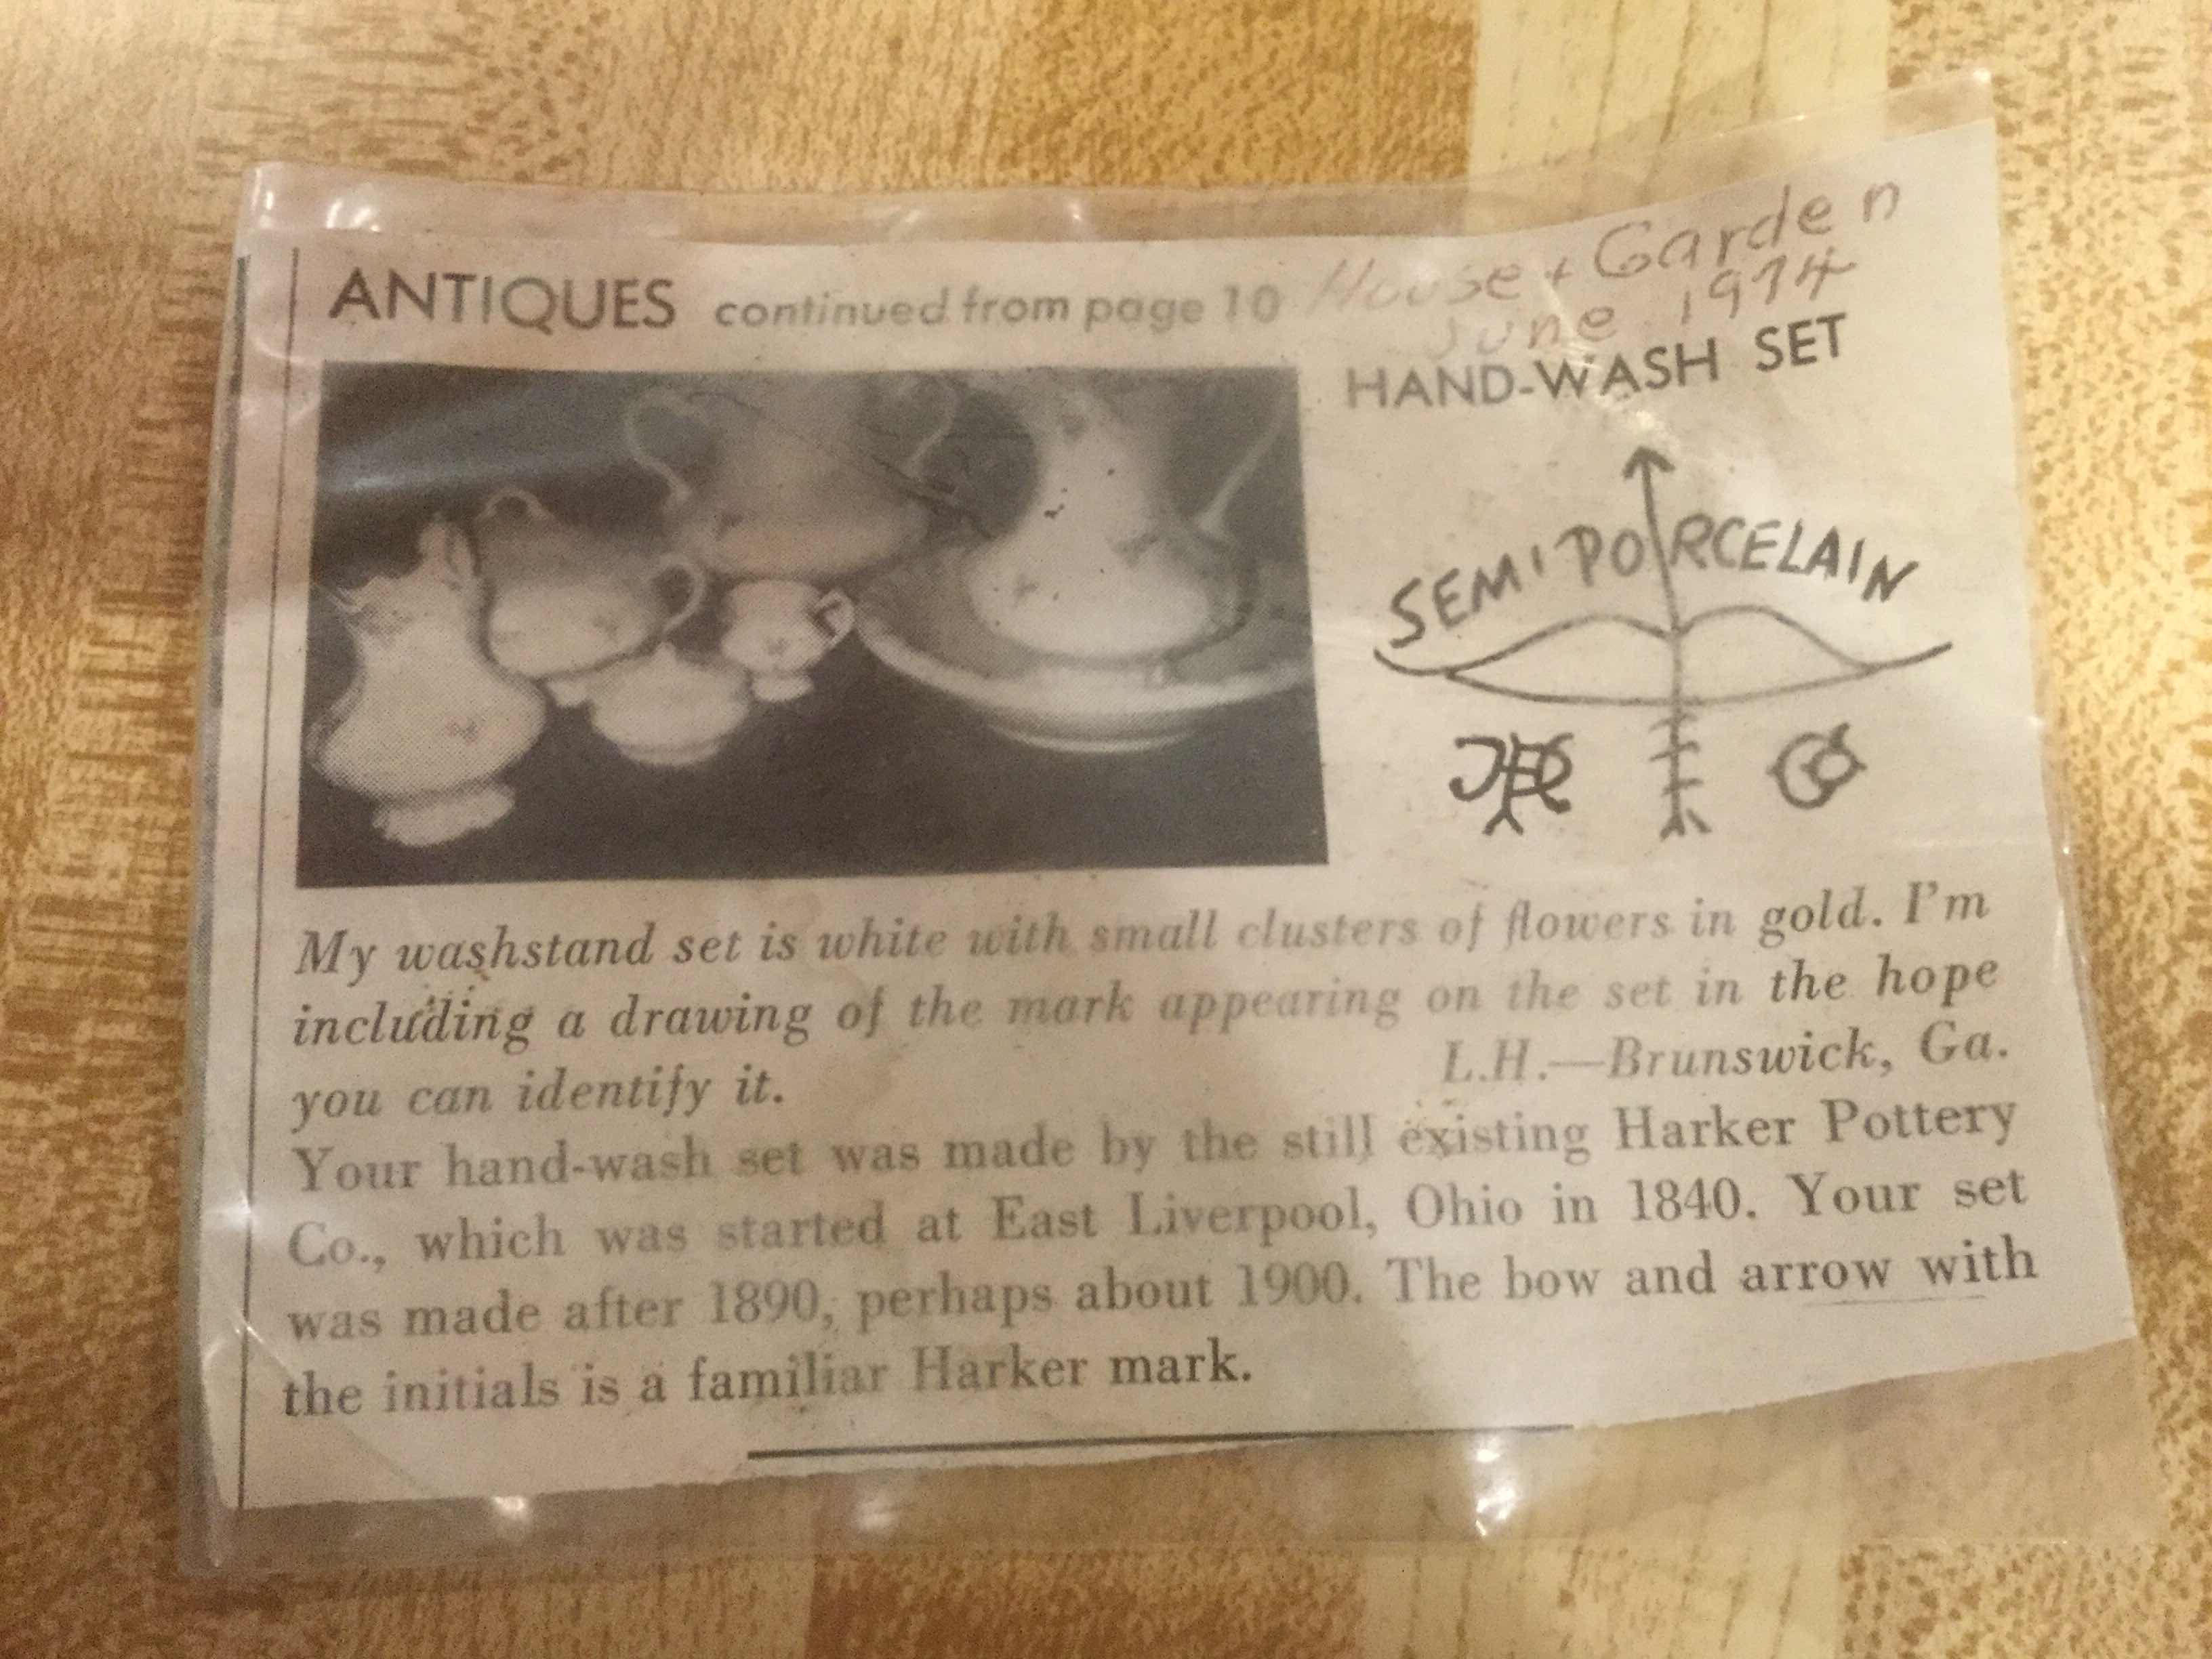 ANTIQUES continued from page 10
House + Garden
June 1974
HAND-WASH SET
SEMI PORCELAIN
My washstand set is white with small clusters of flowers in gold. I'm
including a drawing of the mark appearing on the set in the hope
you can identify it. L.H.—Brunswick, Ga.
Your hand-wash set was made by the still existing Harker Pottery
Co., which was started at East Liverpool, Ohio in 1840. Your set
was made after 1890, perhaps about 1900. The bow and arrow with
the initials is a familiar Harker mark.